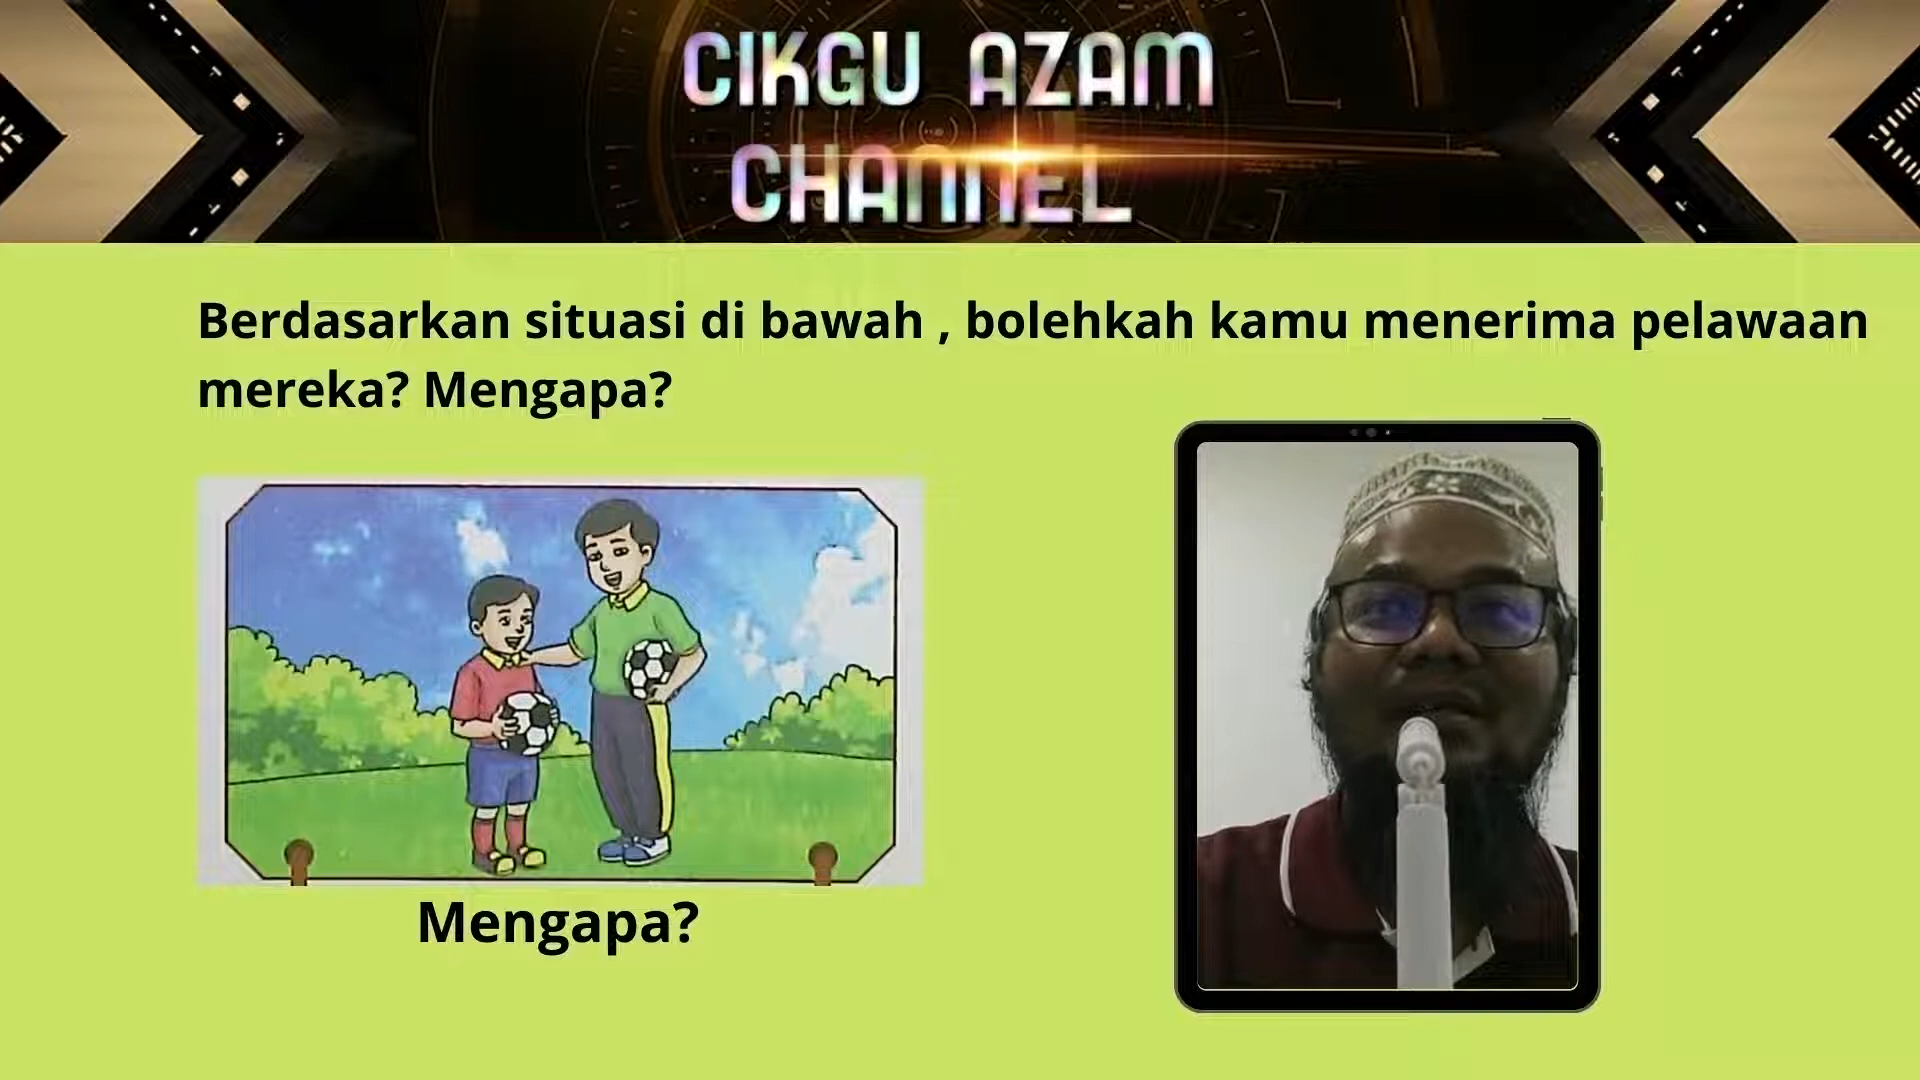 CIKGU AZAM
CHANNEL
Berdasarkan situasi di bawah , bolehkah kamu menerima pelawaan
mereka? Mengapa?
Mengapa?